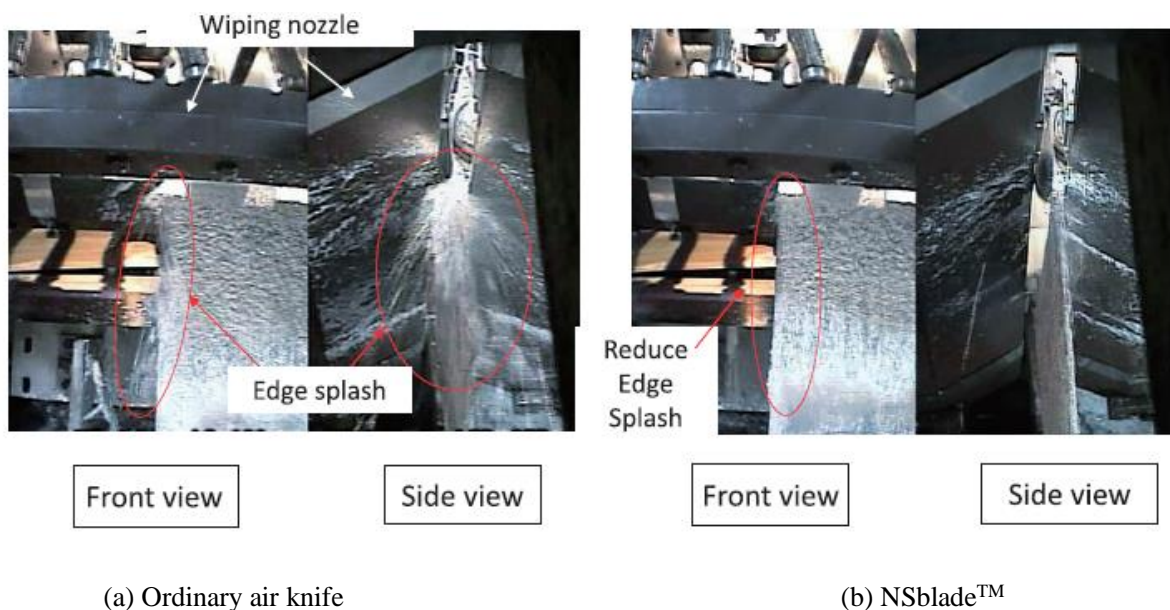 Wiping nozzle
Edge splash
Reduce
Edge
Splash
Front view
Side view
Front view
Side view
(a) Ordinary air knife
(b) NSblade™